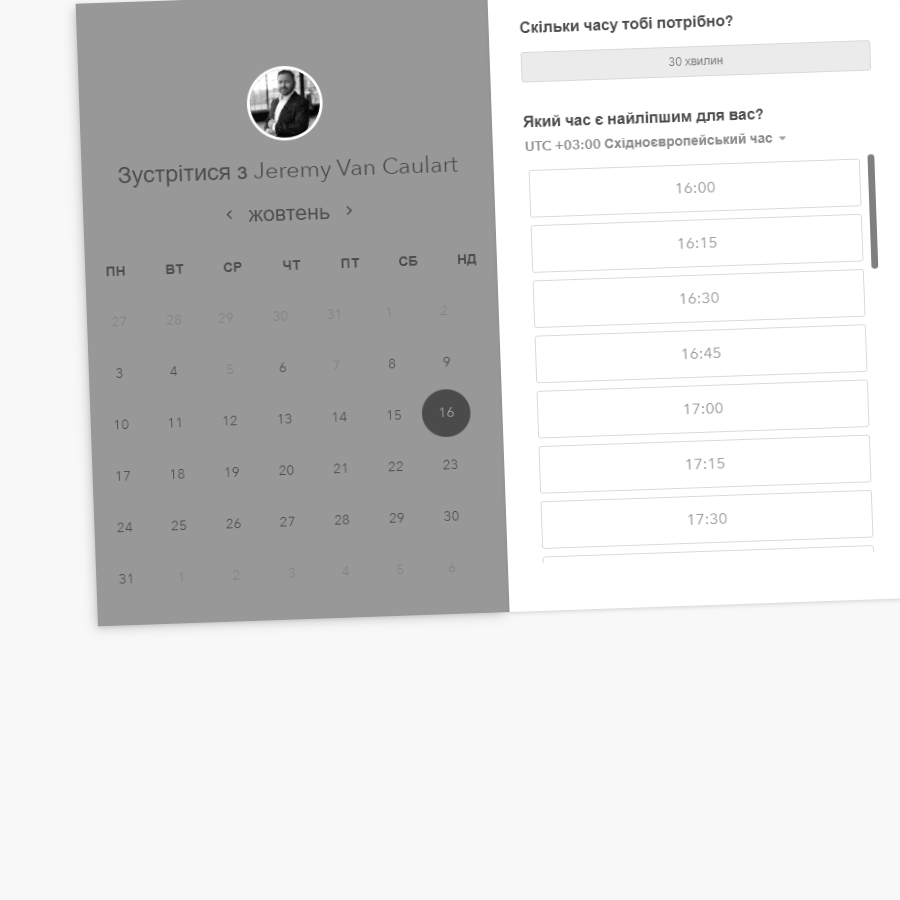 Зустрітися з Jeremy Van Caulart
жовтень
ПН ВТ СР ЧТ ПТ СБ НД
27 28 29 30 31 1 2
3 4 5 6 7 8 9
10 11 12 13 14 15 16
17 18 19 20 21 22 23
24 25 26 27 28 29 30
31 1 2 3 4 5 6
Скільки часу тобі потрібно?
30 хвилин
Який час є найліпшим для вас?
UTC +03:00 Східноєвропейський час
16:00
16:15
16:30
16:45
17:00
17:15
17:30